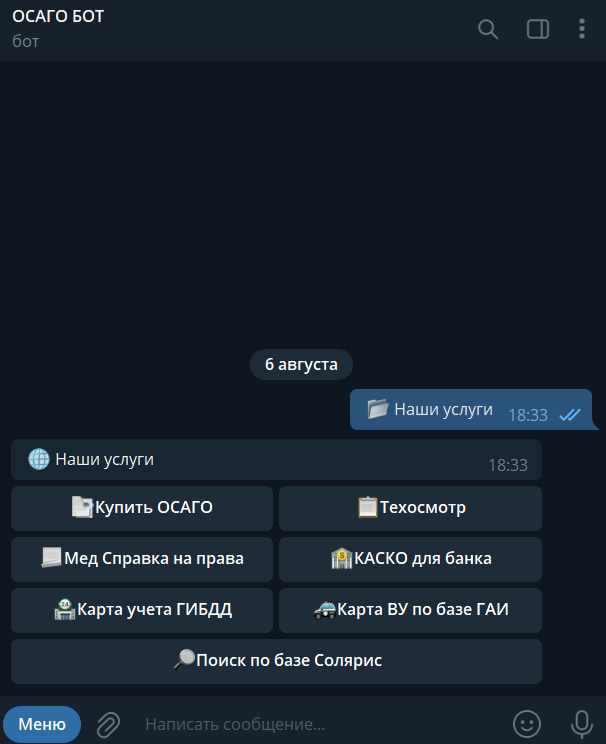 ОСАГО БОТ
бот
6 августа
Наши услуги 18:33
Наши услуги 18:33
Купить ОСАГО
Техосмотр
Мед Справка на права
КАСКО для банка
Карта учета ГИБДД
Карта ВУ по базе ГАИ
Поиск по базе Солярис
Меню
Написать сообщение...